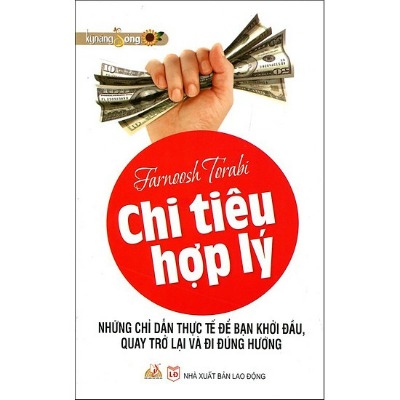 kỹ năng Sống
Farnoosh Torabi
Chi tiêu
hợp lý
NHỮNG CHỈ DẪN THỰC TẾ ĐỂ BẠN KHỞI ĐẦU,
QUAY TRỞ LẠI VÀ ĐI ĐÚNG HƯỚNG
NHÀ XUẤT BẢN LAO ĐỘNG